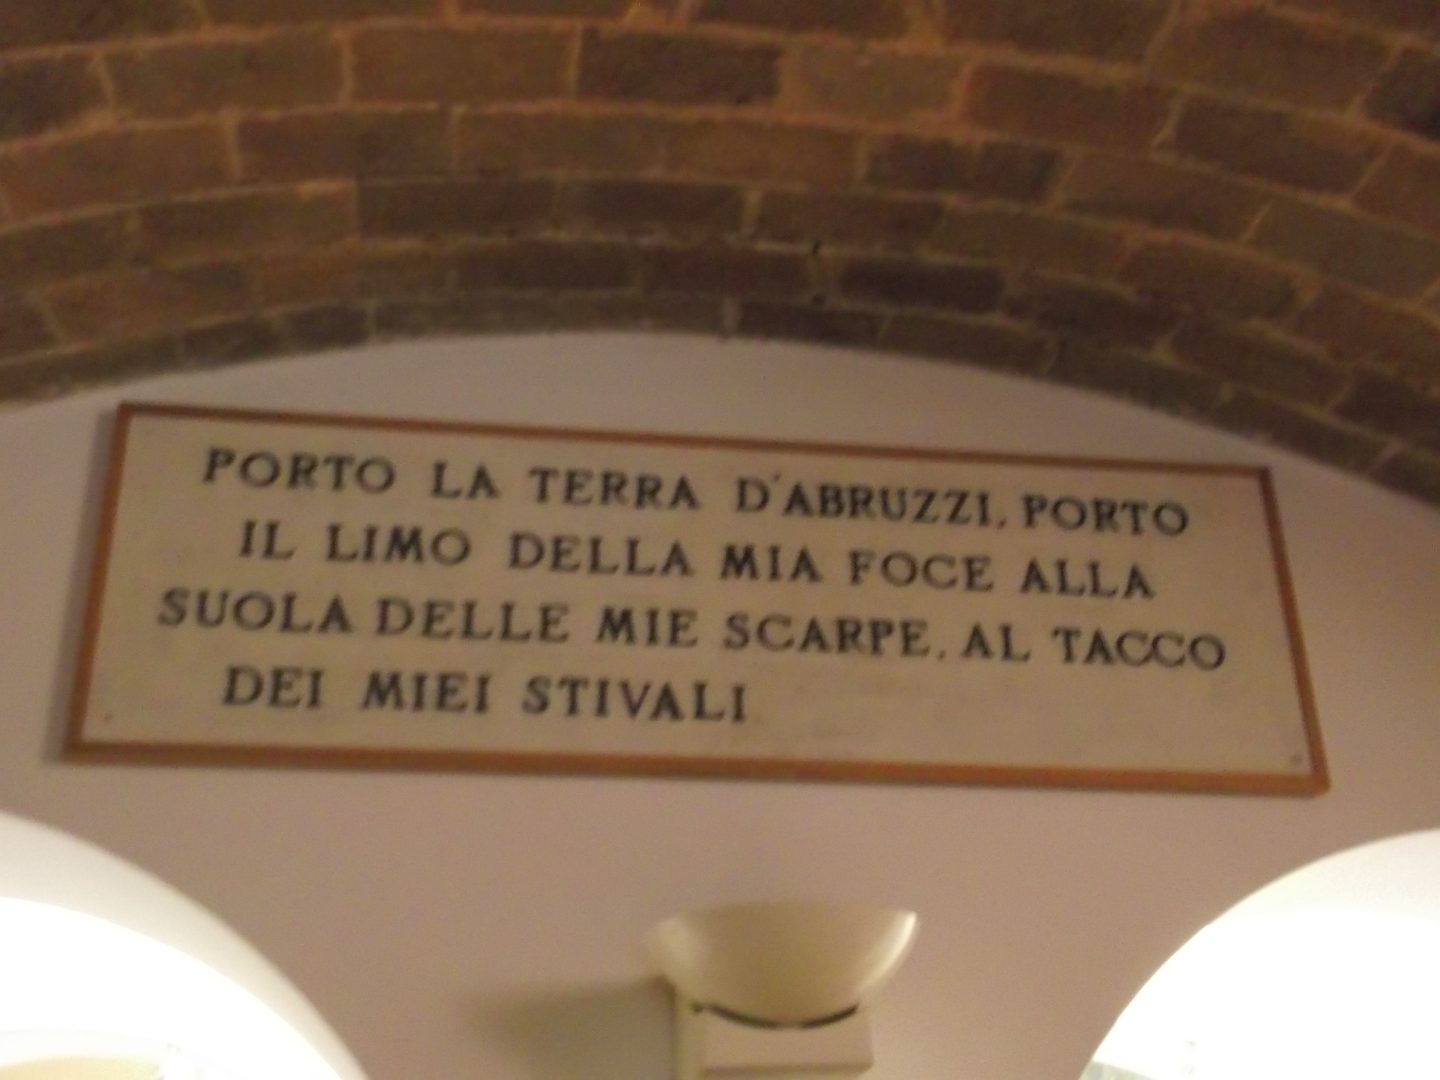 PORTO LA TERRA D'ABRUZZI, PORTO
IL LIMO DELLA MIA FOCE ALLA
SUOLA DELLE MIE SCARPE, AL TACCO
DEI MIEI STIVALI